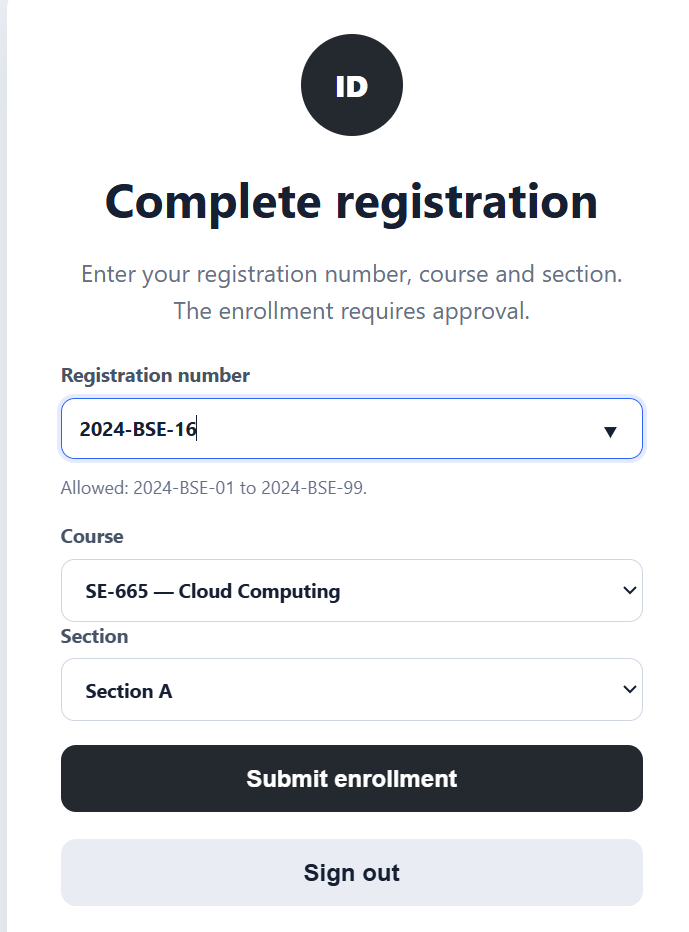 ID
Complete registration
Enter your registration number, course and section.
The enrollment requires approval.
Registration number
2024-BSE-16
Allowed: 2024-BSE-01 to 2024-BSE-99.
Course
SE-665 — Cloud Computing
Section
Section A
Submit enrollment
Sign out